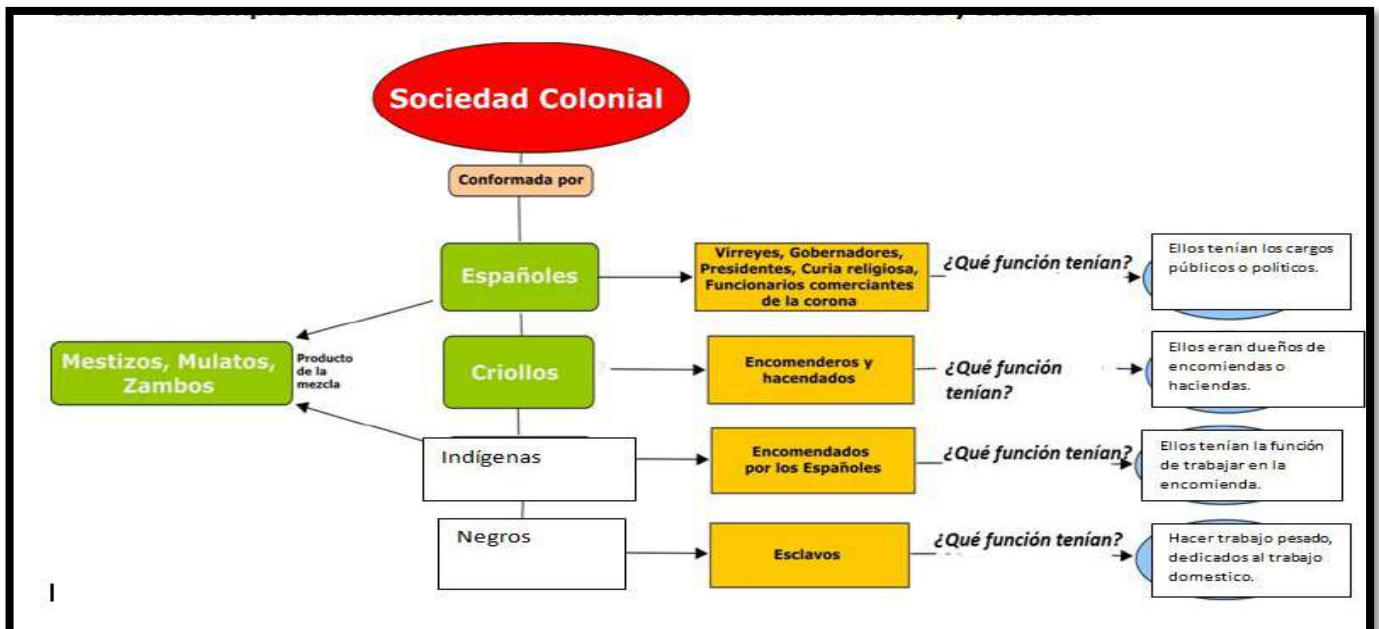 Sociedad Colonial
Conformada por
Españoles
Virreyes, Gobernadores,
Presidentes, Curia religiosa,
Funcionarios comerciantes
de la corona
¿Qué función tenían?
Ellos tenían los cargos
públicos o políticos.
Mestizos, Mulatos,
Zambos
Producto
de la
mezcla
Criollos
Encomenderos y
hacendados
¿Qué función
tenían?
Ellos eran dueños de
encomiendas o
haciendas.
Indígenas
Encomendados
por los Españoles
¿Qué función tenían?
Ellos tenían la función
de trabajar en la
encomienda.
Negros
Esclavos
¿Qué función tenían?
Hacer trabajo pesado,
dedicados al trabajo
domestico.